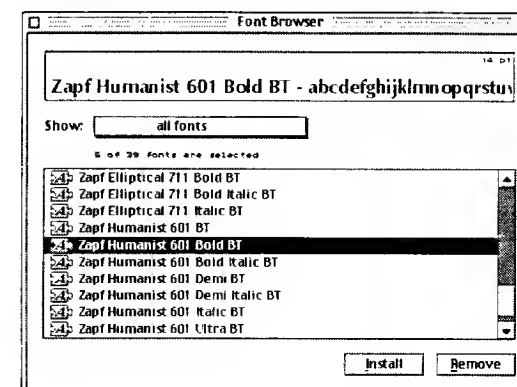 Font Browser
14 pt
Zapf Humanist 601 Bold BT - abcdefghijklmnopqrstuv
Show: all fonts
6 of 39 fonts are selected
Zapf Elliptical 711 Bold BT
Zapf Elliptical 711 Bold Italic BT
Zapf Elliptical 711 Italic BT
Zapf Humanist 601 BT
Zapf Humanist 601 Bold BT
Zapf Humanist 601 Bold Italic BT
Zapf Humanist 601 Demi BT
Zapf Humanist 601 Demi Italic BT
Zapf Humanist 601 Italic BT
Zapf Humanist 601 Ultra BT
Install Remove